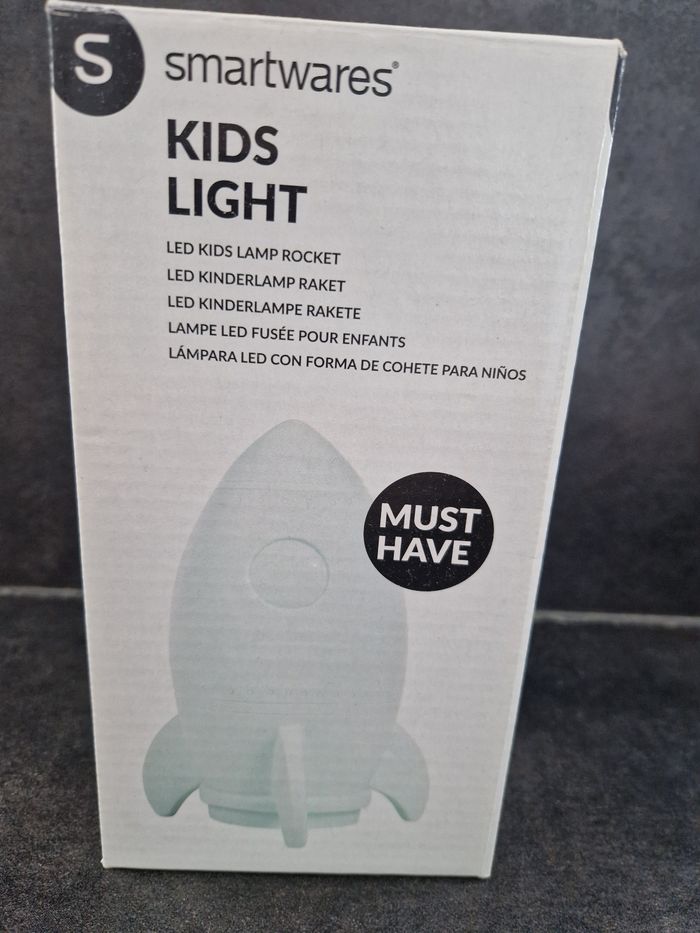 S smartwares®
KIDS
LIGHT
LED KIDS LAMP ROCKET
LED KINDERLAMP RAKET
LED KINDERLAMPE RAKETE
LAMPE LED FUSÉE POUR ENFANTS
LÁMPARA LED CON FORMA DE COHETE PARA NIÑOS
MUST
HAVE